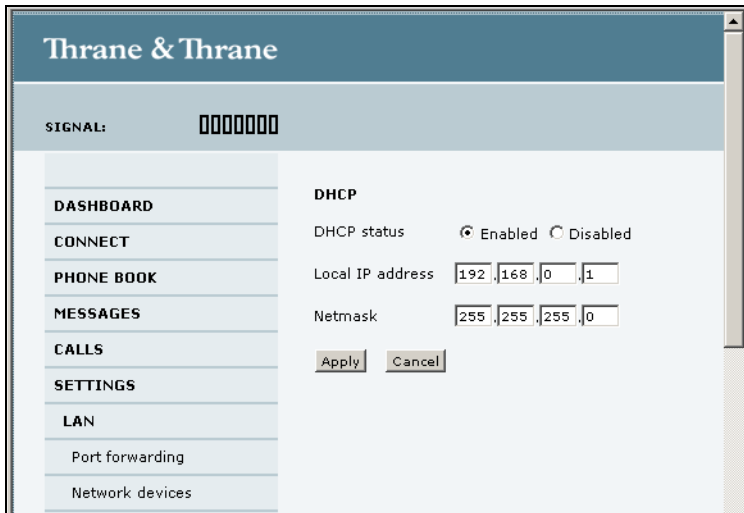 Thrane & Thrane
SIGNAL:
DASHBOARD
CONNECT
PHONE BOOK
MESSAGES
CALLS
SETTINGS
LAN
Port forwarding
Network devices
DHCP
DHCP status Enabled Disabled
Local IP address 192 .168 .0 .1
Netmask 255 .255 .255 .0
Apply Cancel